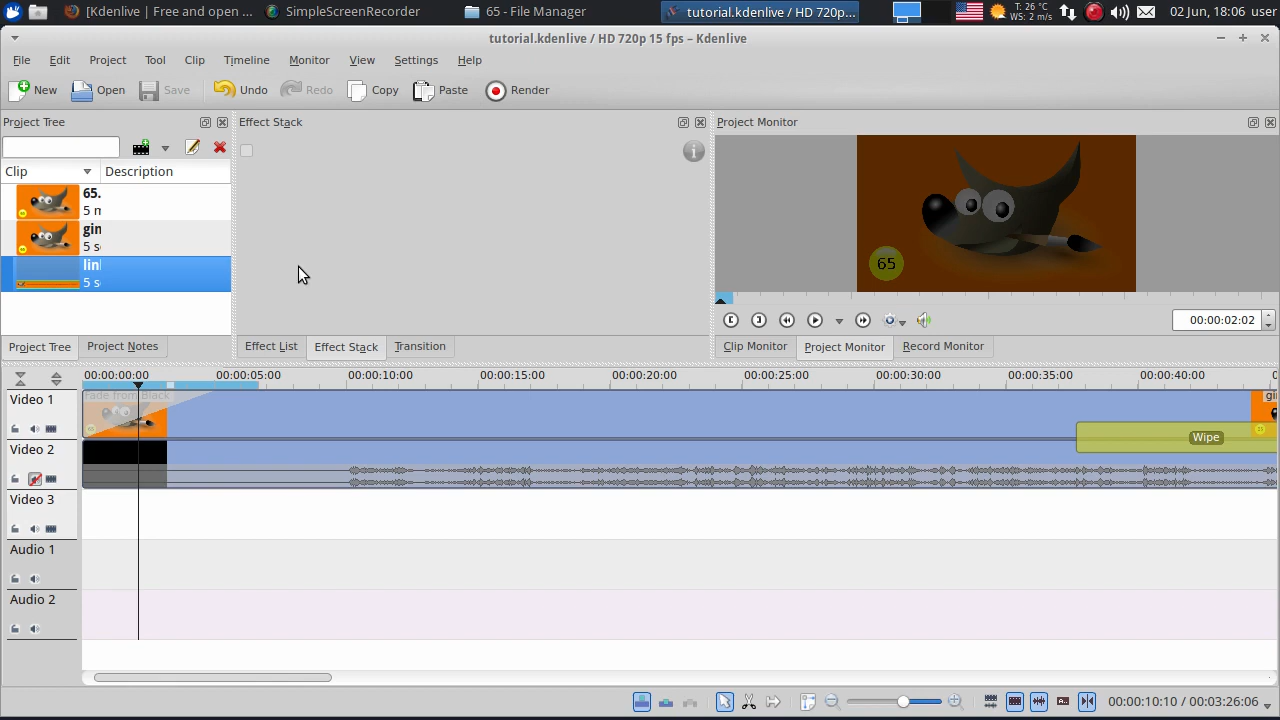 [Kdenlive | Free and open ... SimpleScreenRecorder 65 - File Manager tutorial.kdenlive / HD 720p... T: 26 °C WS: 2 m/s 02 Jun, 18:06 user
tutorial.kdenlive / HD 720p 15 fps – Kdenlive
File Edit Project Tool Clip Timeline Monitor View Settings Help
New Open Save Undo Redo Copy Paste Render
Project Tree Effect Stack Project Monitor
Clip Description
65.
5 m
gin
5 s
lin
5 s
65
00:00:02:02
Project Tree Project Notes Effect List Effect Stack Transition Clip Monitor Project Monitor Record Monitor
00:00:00:00 00:00:05:00 00:00:10:00 00:00:15:00 00:00:20:00 00:00:25:00 00:00:30:00 00:00:35:00 00:00:40:00
Video 1 Fade from Black gi
Wipe
Video 2
Video 3
Audio 1
Audio 2
00:00:10:10 / 00:03:26:06